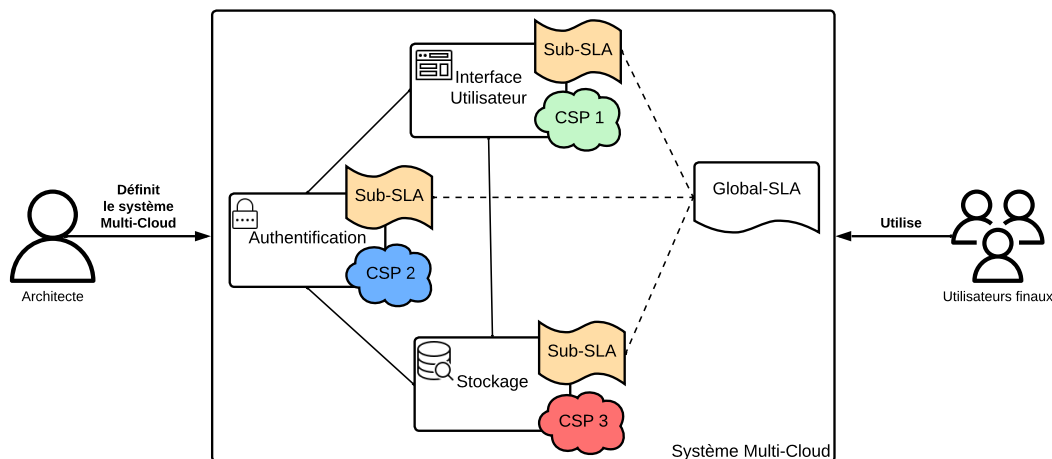 Sub-SLA
Interface
Utilisateur
CSP 1
Définit
le système
Multi-Cloud
Sub-SLA
Global-SLA
Utilise
Authentification
CSP 2
Architecte
Utilisateurs finaux
Sub-SLA
Stockage
CSP 3
Système Multi-Cloud